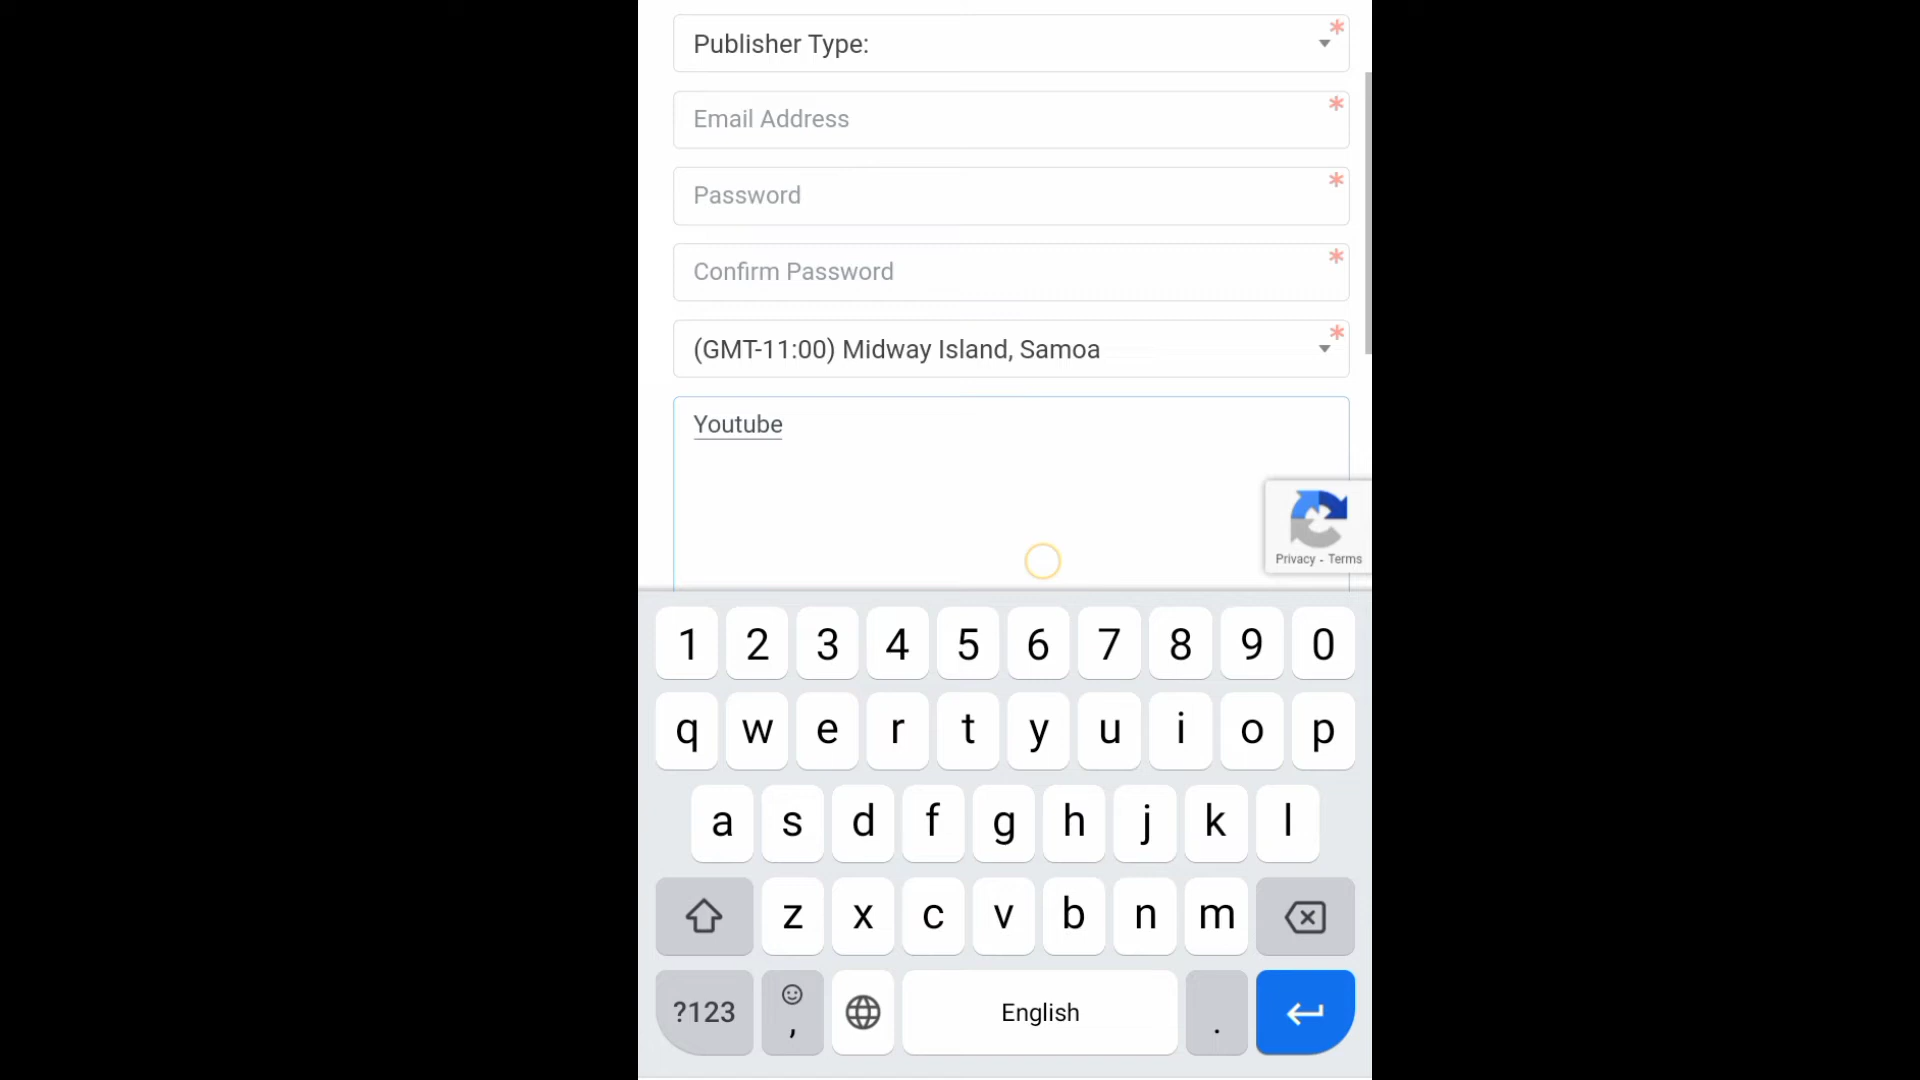 Publisher Type:
*
Email Address
*
Password
*
Confirm Password
*
(GMT-11:00) Midway Island, Samoa
*
Youtube
Privacy - Terms
1 2 3 4 5 6 7 8 9 0
q w e r t y u i o p
a s d f g h j k l
z x c v b n m
?123 , English .